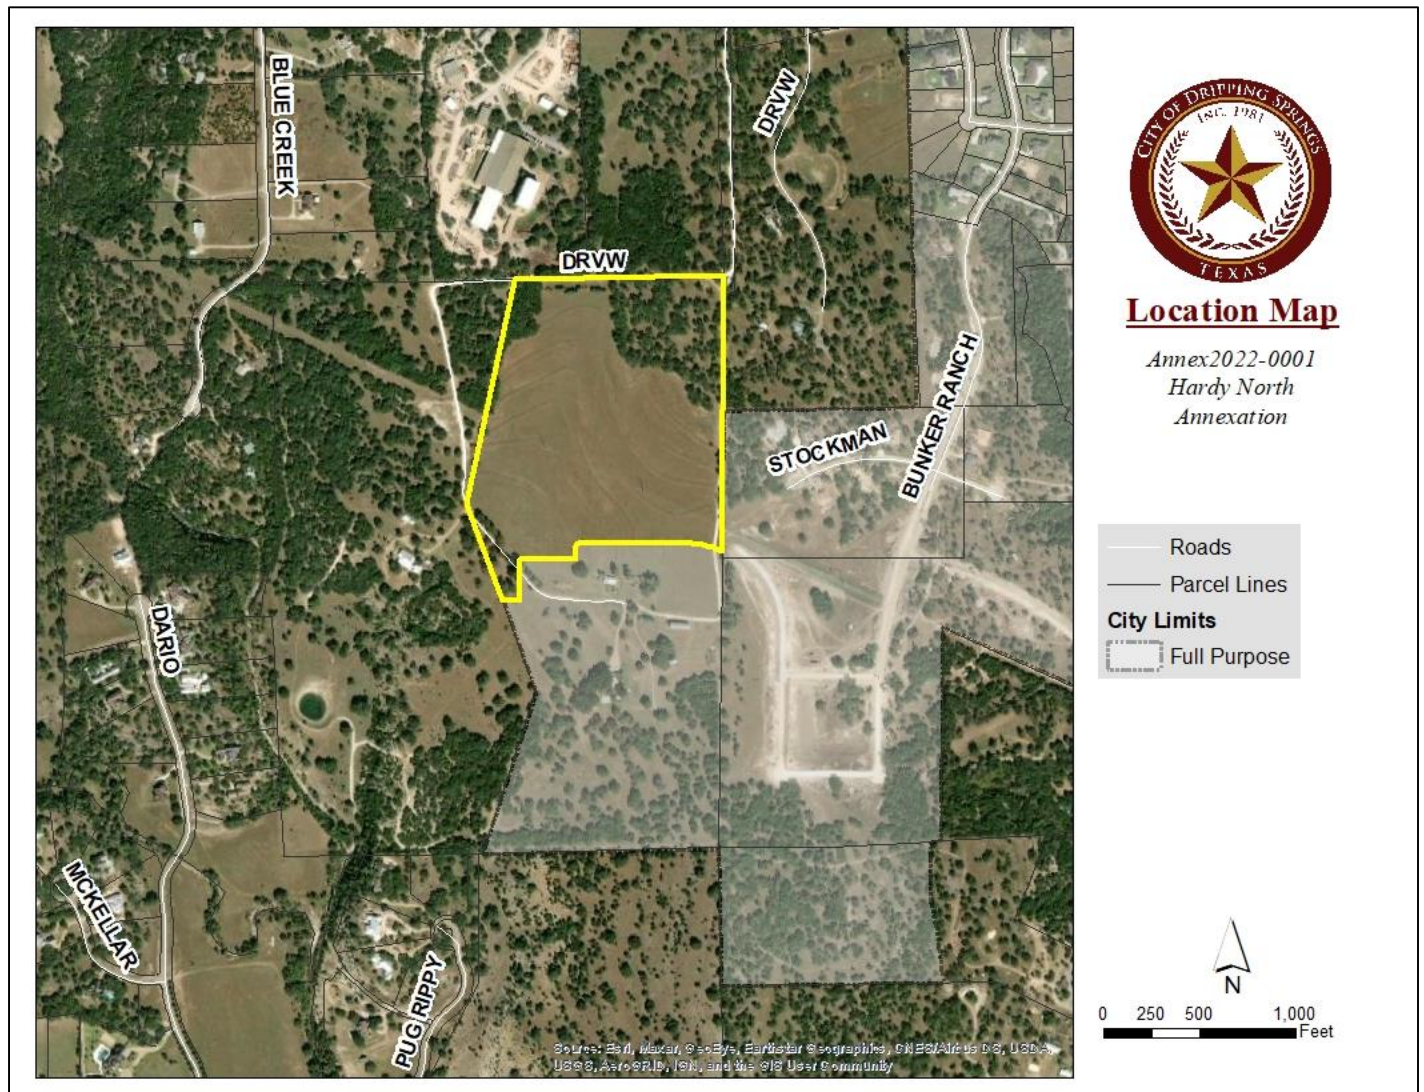 BLUE CREEK
DRVW
DRVW
STOCKMAN
BUNKER RANCH
DARIO
MCKELLAR
PUG RIPPY
Source: Esri, Maxar, GeoEye, Earthstar Geographics, CNES/Airbus DS, USDA,
USGS, AeroGRID, IGN, and the GIS User Community
CITY OF DRIPPING SPRINGS
INC. 1981
TEXAS
Location Map
Annex2022-0001
Hardy North
Annexation
Roads
Parcel Lines
City Limits
Full Purpose
N
0 250 500 1,000
Feet